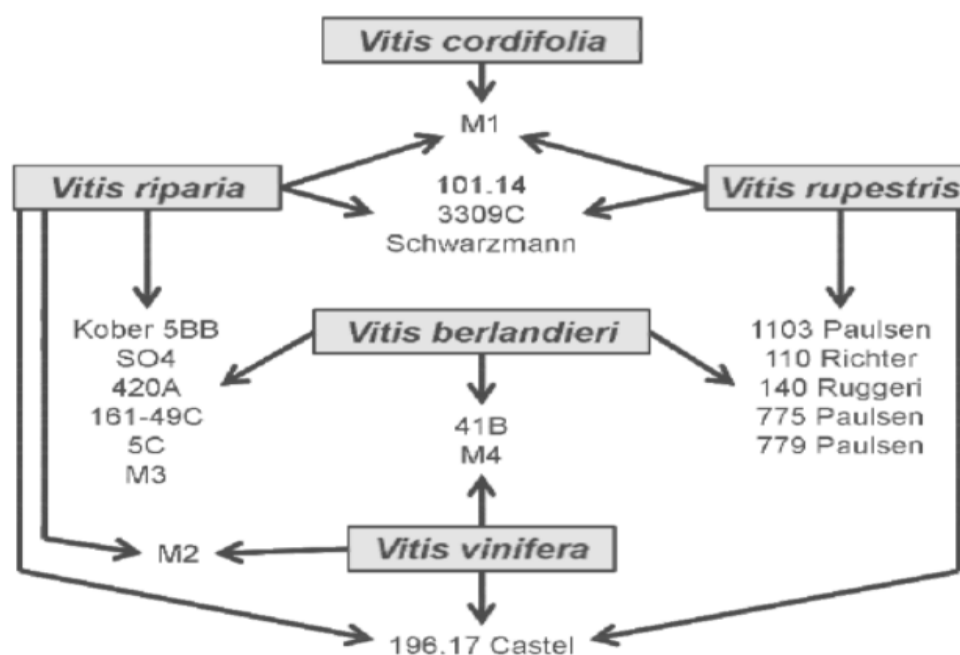 Vitis cordifolia
M1
Vitis riparia
101.14
3309C
Schwarzmann
Vitis rupestris
Kober 5BB
SO4
420A
161-49C
5C
M3
Vitis berlandieri
41B
M4
1103 Paulsen
110 Richter
140 Ruggeri
775 Paulsen
779 Paulsen
M2
Vitis vinifera
196.17 Castel